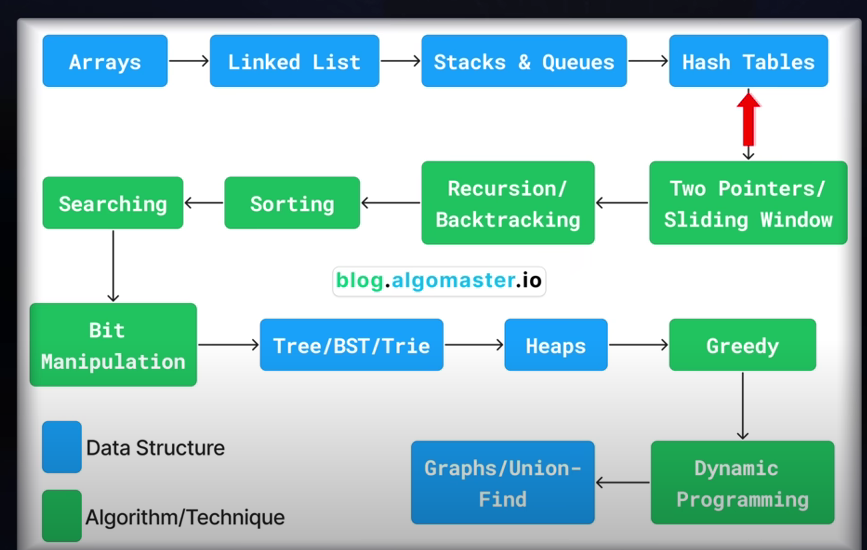 Arrays
Linked List
Stacks & Queues
Hash Tables
Two Pointers/
Sliding Window
Recursion/
Backtracking
Sorting
Searching
blog.algomaster.io
Bit
Manipulation
Tree/BST/Trie
Heaps
Greedy
Dynamic
Programming
Graphs/Union-
Find
Data Structure
Algorithm/Technique